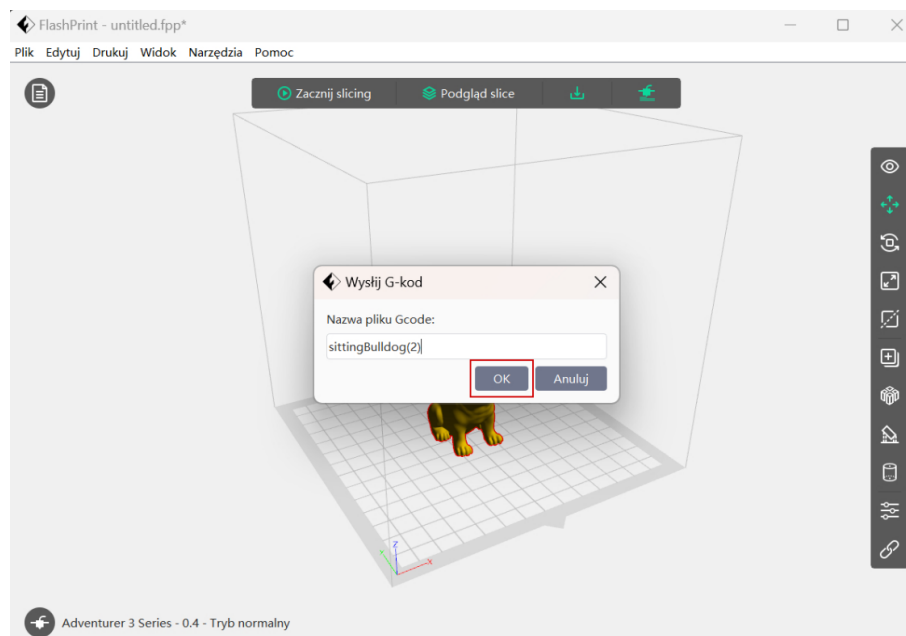 FlashPrint - untitled.fpp*
Plik Edytuj Drukuj Widok Narzędzia Pomoc
Zacznij slicing Podgląd slice
Wyślij G-kod
Nazwa pliku Gcode:
sittingBulldog(2)
OK Anuluj
Z
Y X
Adventurer 3 Series - 0.4 - Tryb normalny